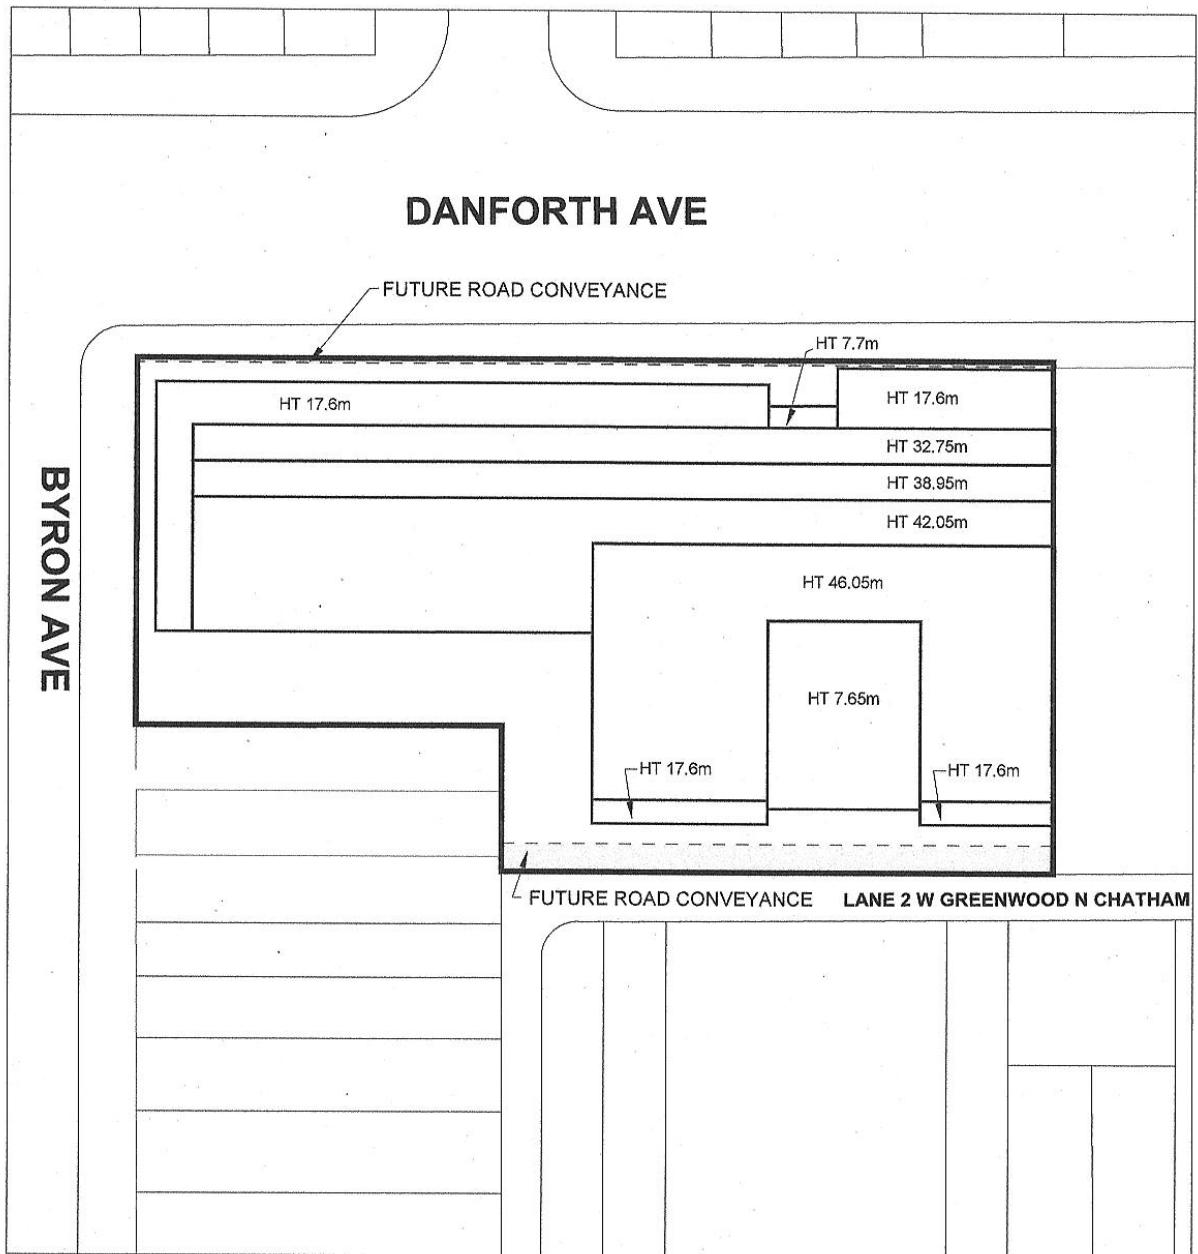 DANFORTH AVE
FUTURE ROAD CONVEYANCE
HT 7.7m
HT 17.6m
HT 17.6m
HT 32.75m
HT 38.95m
HT 42.05m
BYRON AVE
HT 46.05m
HT 7.65m
HT 17.6m
HT 17.6m
FUTURE ROAD CONVEYANCE
LANE 2 W GREENWOOD N CHATHAM